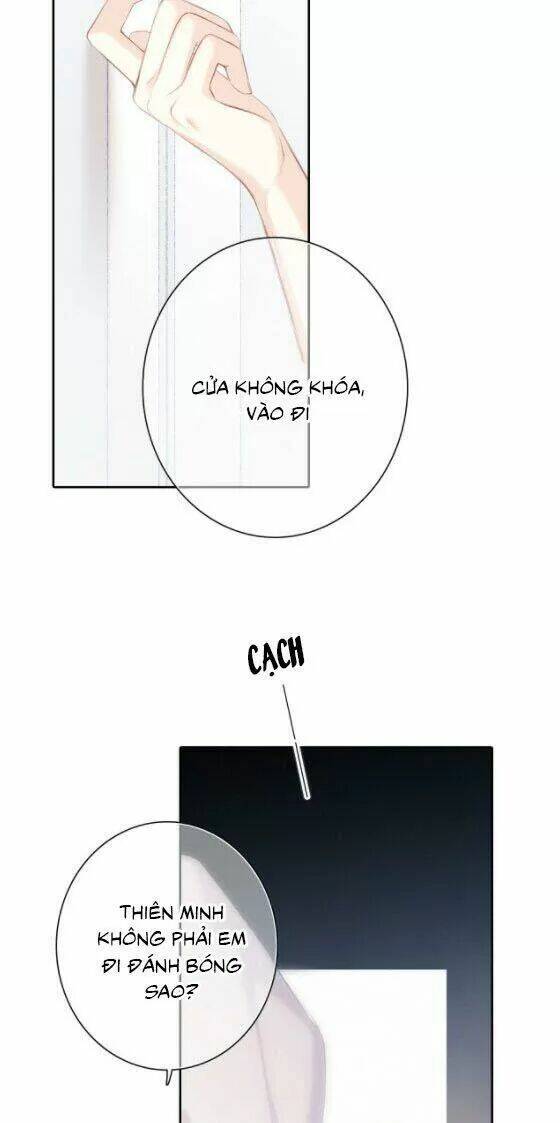 CỬA KHÔNG KHÓA,
VÀO ĐI
CẠCH
THIÊN MINH
KHÔNG PHẢI EM
ĐI ĐÁNH BÓNG
SAO?